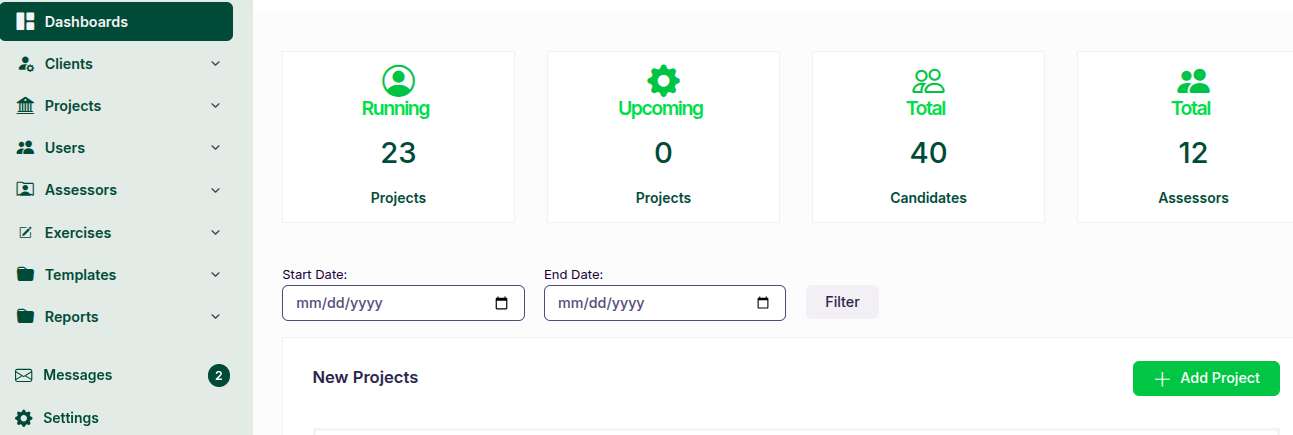 Dashboards
Clients
Projects
Users
Assessors
Exercises
Templates
Reports
Messages 2
Settings
Running
23
Projects
Upcoming
0
Projects
Total
40
Candidates
Total
12
Assessors
Start Date:
mm/dd/yyyy
End Date:
mm/dd/yyyy
Filter
New Projects
Add Project